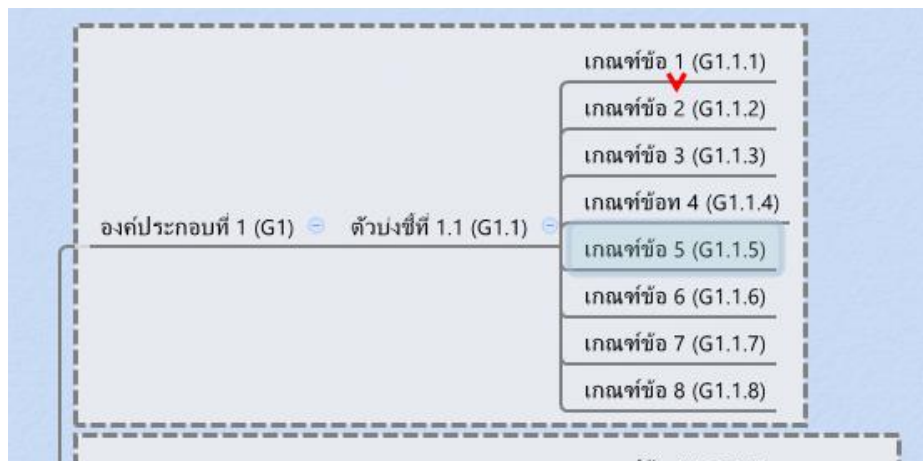 เกณฑ์ข้อ 1 (G1.1.1)
เกณฑ์ข้อ 2 (G1.1.2)
เกณฑ์ข้อ 3 (G1.1.3)
เกณฑ์ข้อท 4 (G1.1.4)
องค์ประกอบที่ 1 (G1) ตัวบ่งชี้ที่ 1.1 (G1.1)
เกณฑ์ข้อ 5 (G1.1.5)
เกณฑ์ข้อ 6 (G1.1.6)
เกณฑ์ข้อ 7 (G1.1.7)
เกณฑ์ข้อ 8 (G1.1.8)